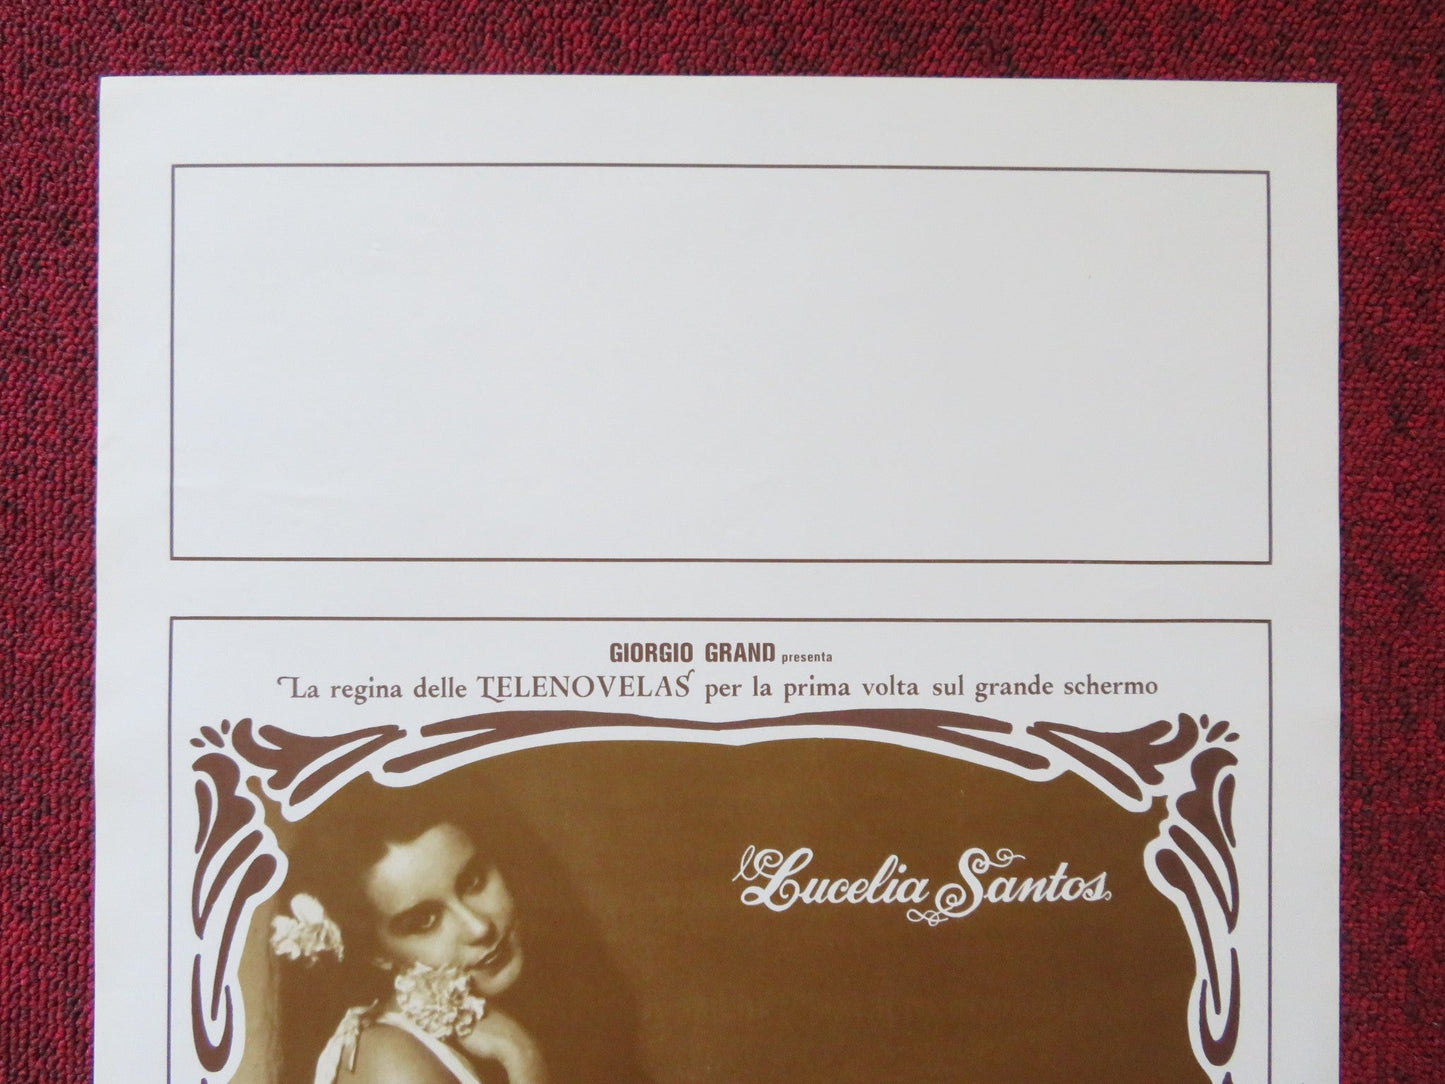 GIORGIO GRAND presenta
La regina delle TELENOVELAS per la prima volta sul grande schermo
Lucelia Santos